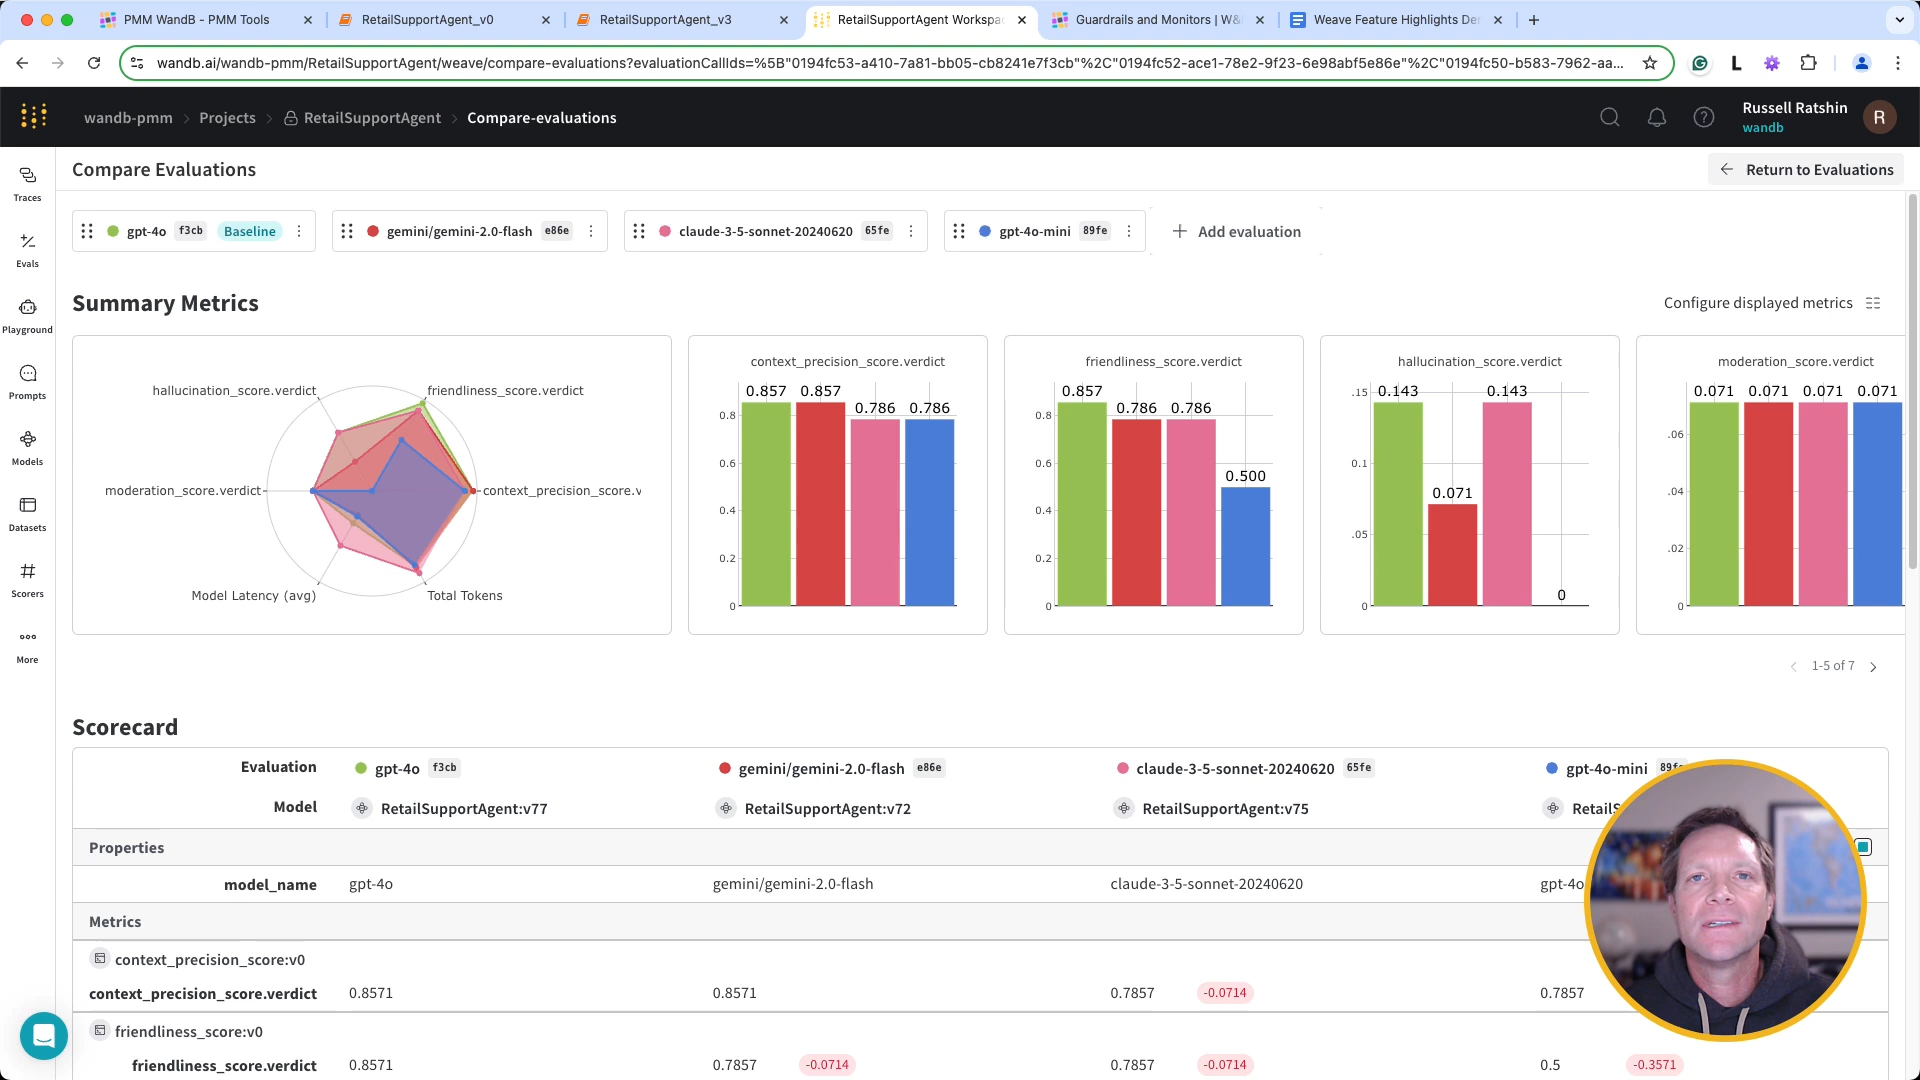 PMM WandB - PMM Tools
RetailSupportAgent_v0
RetailSupportAgent_v3
RetailSupportAgent Workspac
Guardrails and Monitors | W&
Weave Feature Highlights De
wandb.ai/wandb-pmm/RetailSupportAgent/weave/compare-evaluations?evaluationCallIds=%5B"0194fc53-a410-7a81-bb05-cb8241e7f3cb"%2C"0194fc52-ace1-78e2-9f23-6e98abf5e86e"%2C"0194fc50-b583-7962-aa...
wandb-pmm
Projects
RetailSupportAgent
Compare-evaluations
Russell Ratshin
wandb
R
Traces
Evals
Playground
Prompts
Models
Datasets
Scorers
More
Compare Evaluations
Return to Evaluations
gpt-4o f3cb Baseline
gemini/gemini-2.0-flash e86e
claude-3-5-sonnet-20240620 65fe
gpt-4o-mini 89fe
Add evaluation
Summary Metrics
Configure displayed metrics
hallucination_score.verdict
friendliness_score.verdict
moderation_score.verdict
context_precision_score.v
Model Latency (avg)
Total Tokens
context_precision_score.verdict
0.857 0.857 0.786 0.786
0.8
0.6
0.4
0.2
0
friendliness_score.verdict
0.857 0.786 0.786 0.500
0.8
0.6
0.4
0.2
0
hallucination_score.verdict
0.143 0.071 0.143 0
.15
0.1
.05
0
moderation_score.verdict
0.071 0.071 0.071 0.071
.06
.04
.02
0
1-5 of 7
Scorecard
Evaluation gpt-4o f3cb gemini/gemini-2.0-flash e86e claude-3-5-sonnet-20240620 65fe gpt-4o-mini 89fe
Model RetailSupportAgent:v77 RetailSupportAgent:v72 RetailSupportAgent:v75 RetailS
Properties
model_name gpt-4o gemini/gemini-2.0-flash claude-3-5-sonnet-20240620 gpt-4o
Metrics
context_precision_score:v0
context_precision_score.verdict 0.8571 0.8571 0.7857 -0.0714 0.7857
friendliness_score:v0
friendliness_score.verdict 0.8571 0.7857 -0.0714 0.7857 -0.0714 0.5 -0.3571